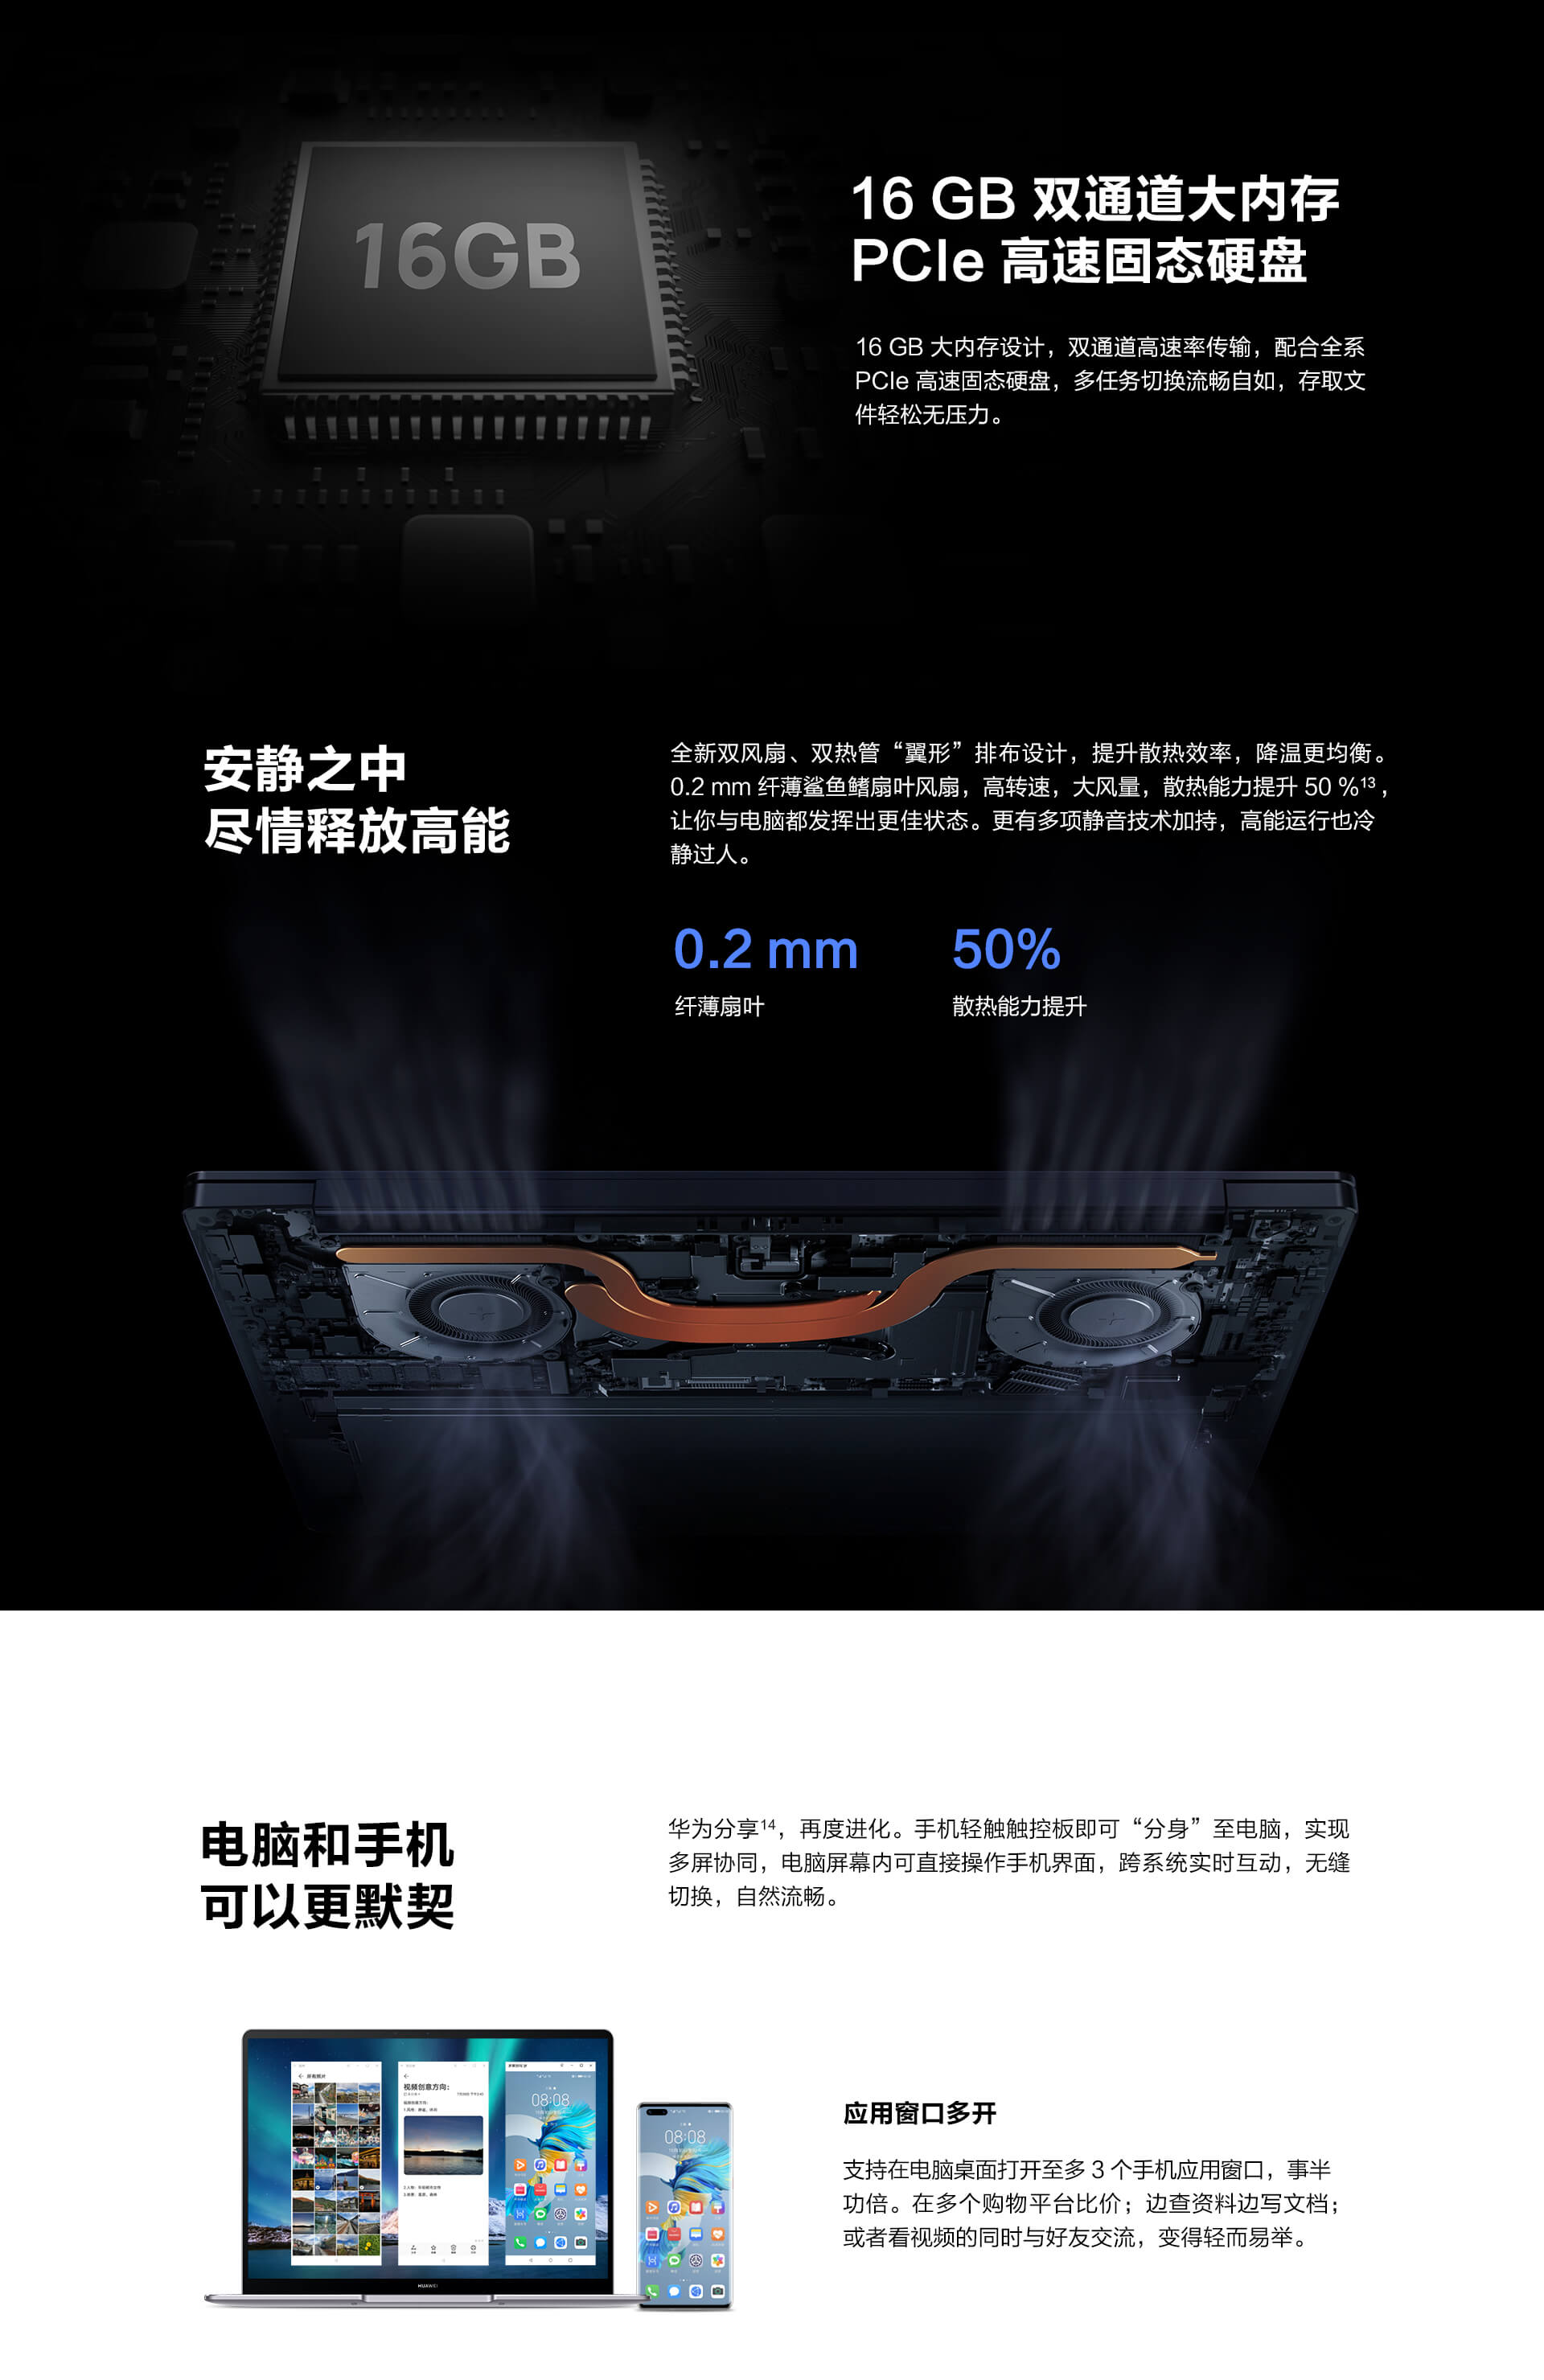 16GB
16 GB 双通道大内存
PCIe 高速固态硬盘
16 GB 大内存设计，双通道高速率传输，配合全系
PCIe 高速固态硬盘，多任务切换流畅自如，存取文
件轻松无压力。
安静之中
尽情释放高能
全新双风扇、双热管“翼形”排布设计，提升散热效率，降温更均衡。
0.2 mm 纤薄鲨鱼鳍扇叶风扇，高转速，大风量，散热能力提升 50 %13，
让你与电脑都发挥出更佳状态。更有多项静音技术加持，高能运行也冷
静过人。
0.2 mm
50%
纤薄扇叶
散热能力提升
电脑和手机
可以更默契
华为分享14，再度进化。手机轻触触控板即可“分身”至电脑，实现
多屏协同，电脑屏幕内可直接操作手机界面，跨系统实时互动，无缝
切换，自然流畅。
所有照片
视频创意方向：
08:08
08:08
HUAWEI
应用窗口多开
支持在电脑桌面打开至多 3 个手机应用窗口，事半
功倍。在多个购物平台比价；边查资料边写文档；
或者看视频的同时与好友交流，变得轻而易举。